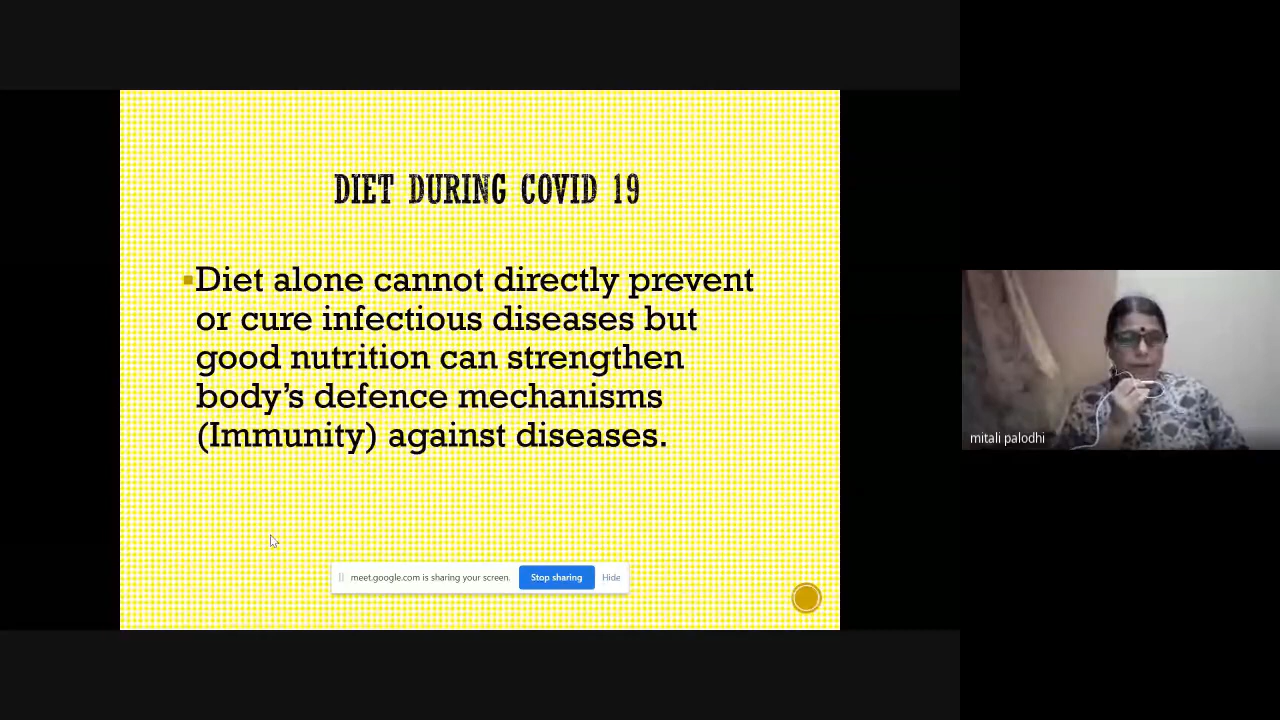 DIET DURING COVID 19
Diet alone cannot directly prevent
or cure infectious diseases but
good nutrition can strengthen
body's defence mechanisms
(Immunity) against diseases.
meet.google.com is sharing your screen. Stop sharing Hide
mitali palodhi